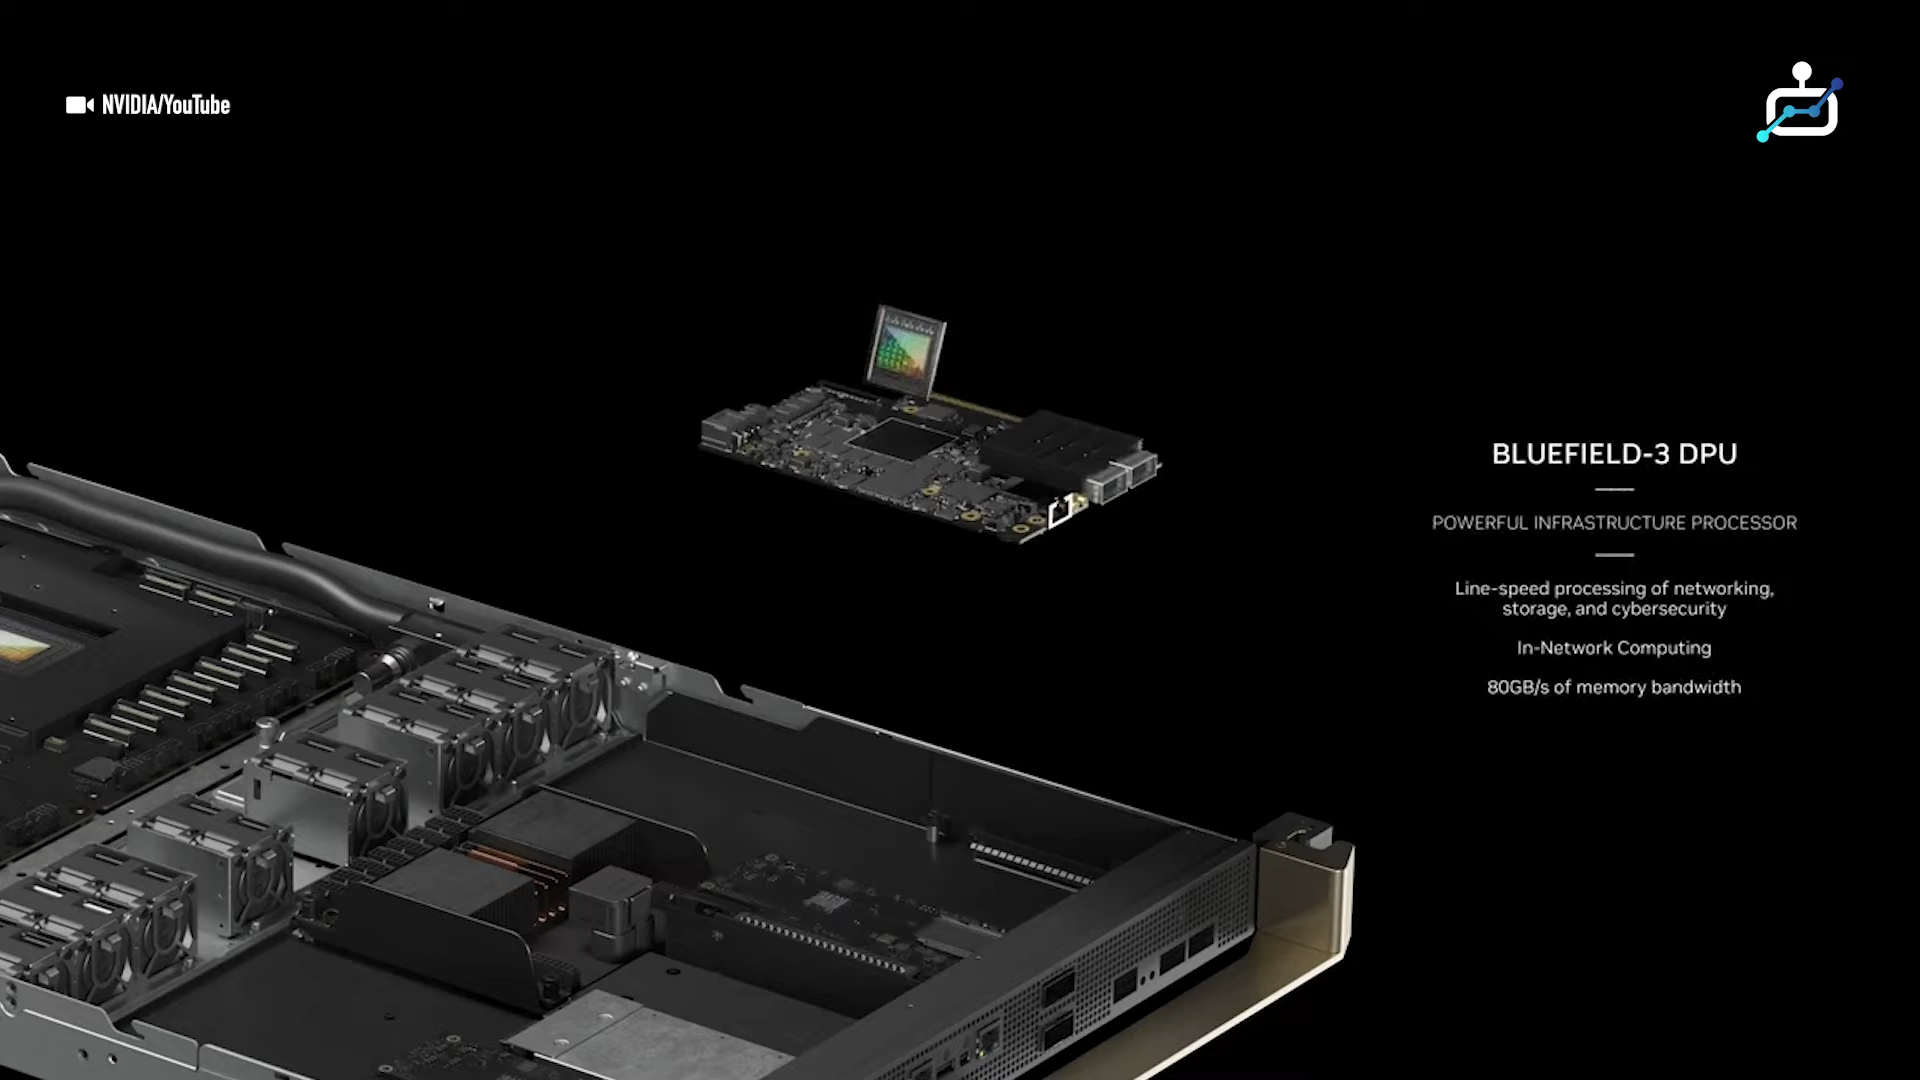 NVIDIA/YouTube
BLUEFIELD-3 DPU
POWERFUL INFRASTRUCTURE PROCESSOR
Line-speed processing of networking,
storage, and cybersecurity
In-Network Computing
80GB/s of memory bandwidth